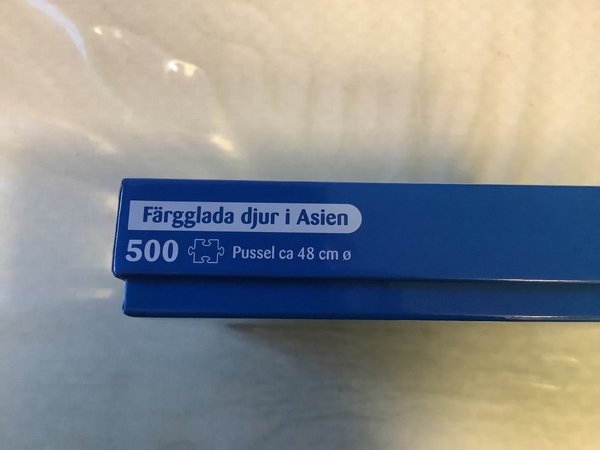 Färgglada djur i Asien
500 Pussel ca 48 cm ø